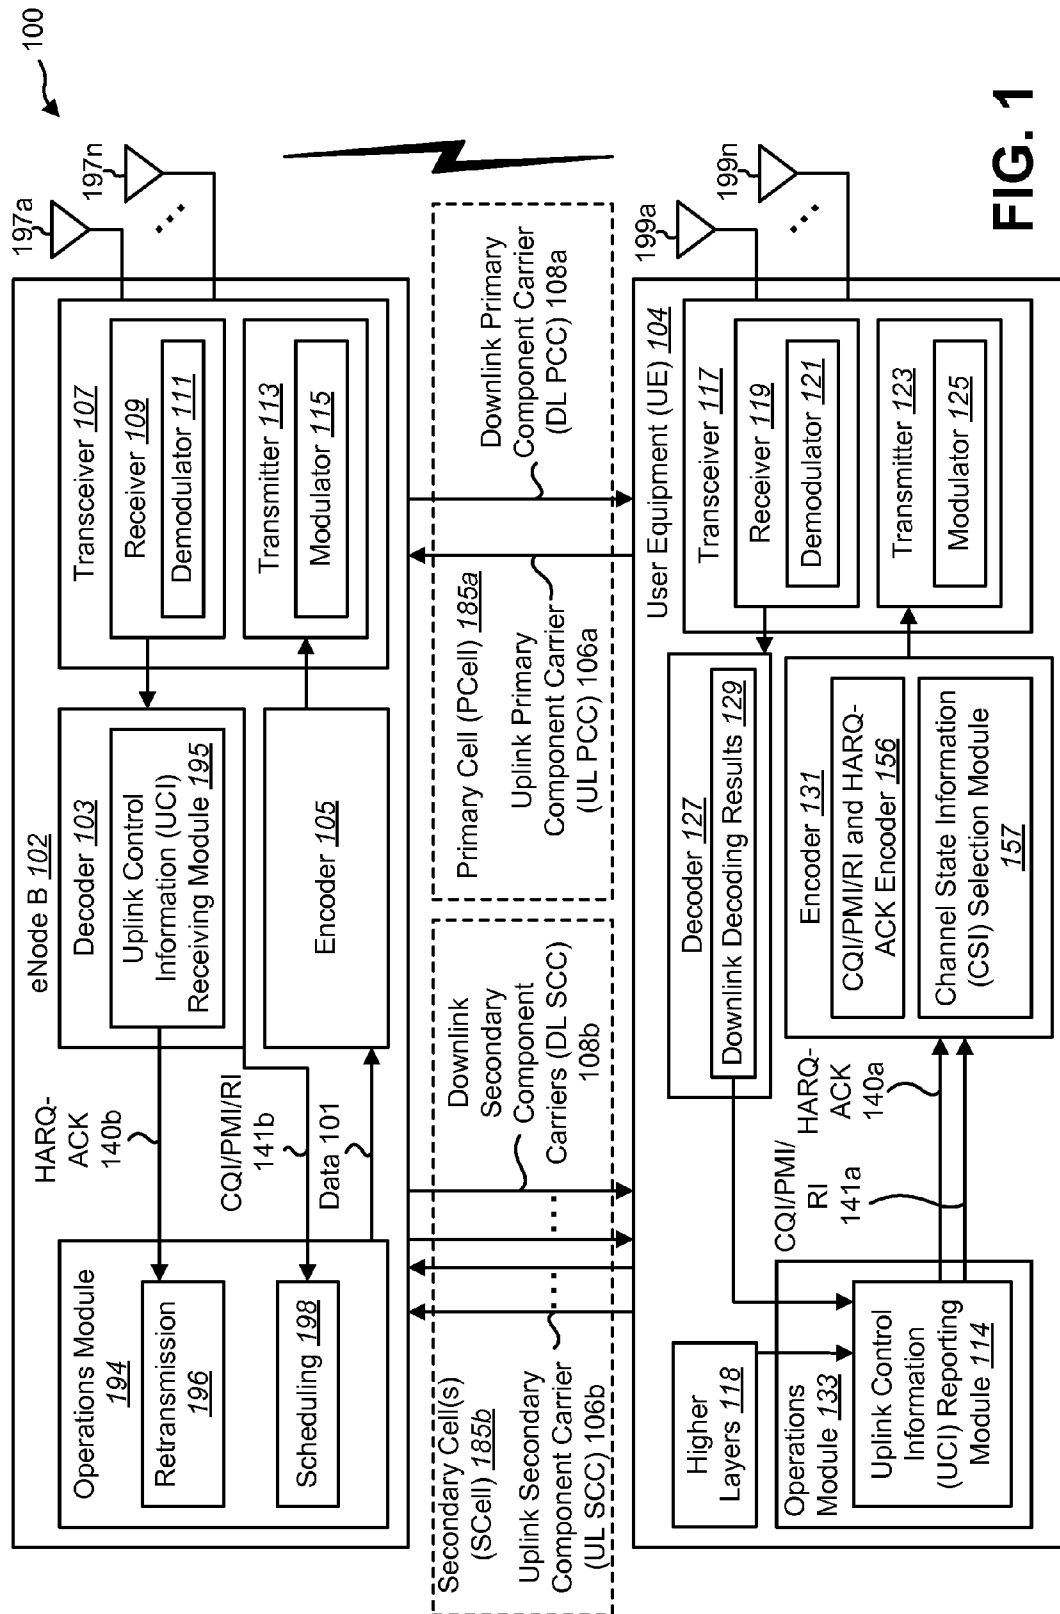 100
eNode B 102
Operations Module
194
Retransmission
196
Scheduling 198
HARQ-
ACK
140b
CQI/PMI/RI
141b
Data 101
Decoder 103
Uplink Control
Information (UCI)
Receiving Module 195
Encoder 105
Transceiver 107
Receiver 109
Demodulator 111
Transmitter 113
Modulator 115
197a
197n
Secondary Cell(s)
(SCell) 185b
Uplink Secondary
Component Carrier
(UL SCC) 106b
Downlink
Secondary
Component
Carriers (DL SCC)
108b
Primary Cell (PCell) 185a
Uplink Primary
Component Carrier
(UL PCC) 106a
Downlink Primary
Component Carrier
(DL PCC) 108a
User Equipment (UE) 104
Higher
Layers 118
Operations
Module 133
Uplink Control
Information
(UCI) Reporting
Module 114
CQI/PMI/
RI
141a
HARQ-
ACK
140a
Decoder 127
Downlink Decoding Results 129
Encoder 131
CQI/PMI/RI and HARQ-
ACK Encoder 156
Channel State Information
(CSI) Selection Module
157
Transceiver 117
Receiver 119
Demodulator 121
Transmitter 123
Modulator 125
199a
199n
FIG. 1